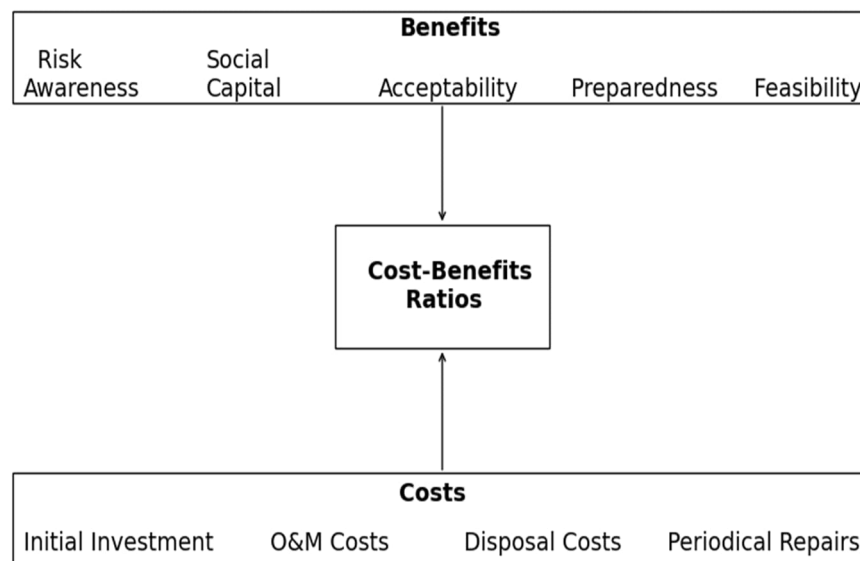 Benefits
Risk Awareness
Social Capital
Acceptability
Preparedness
Feasibility
Cost-Benefits
Ratios
Costs
Initial Investment
O&M Costs
Disposal Costs
Periodical Repairs